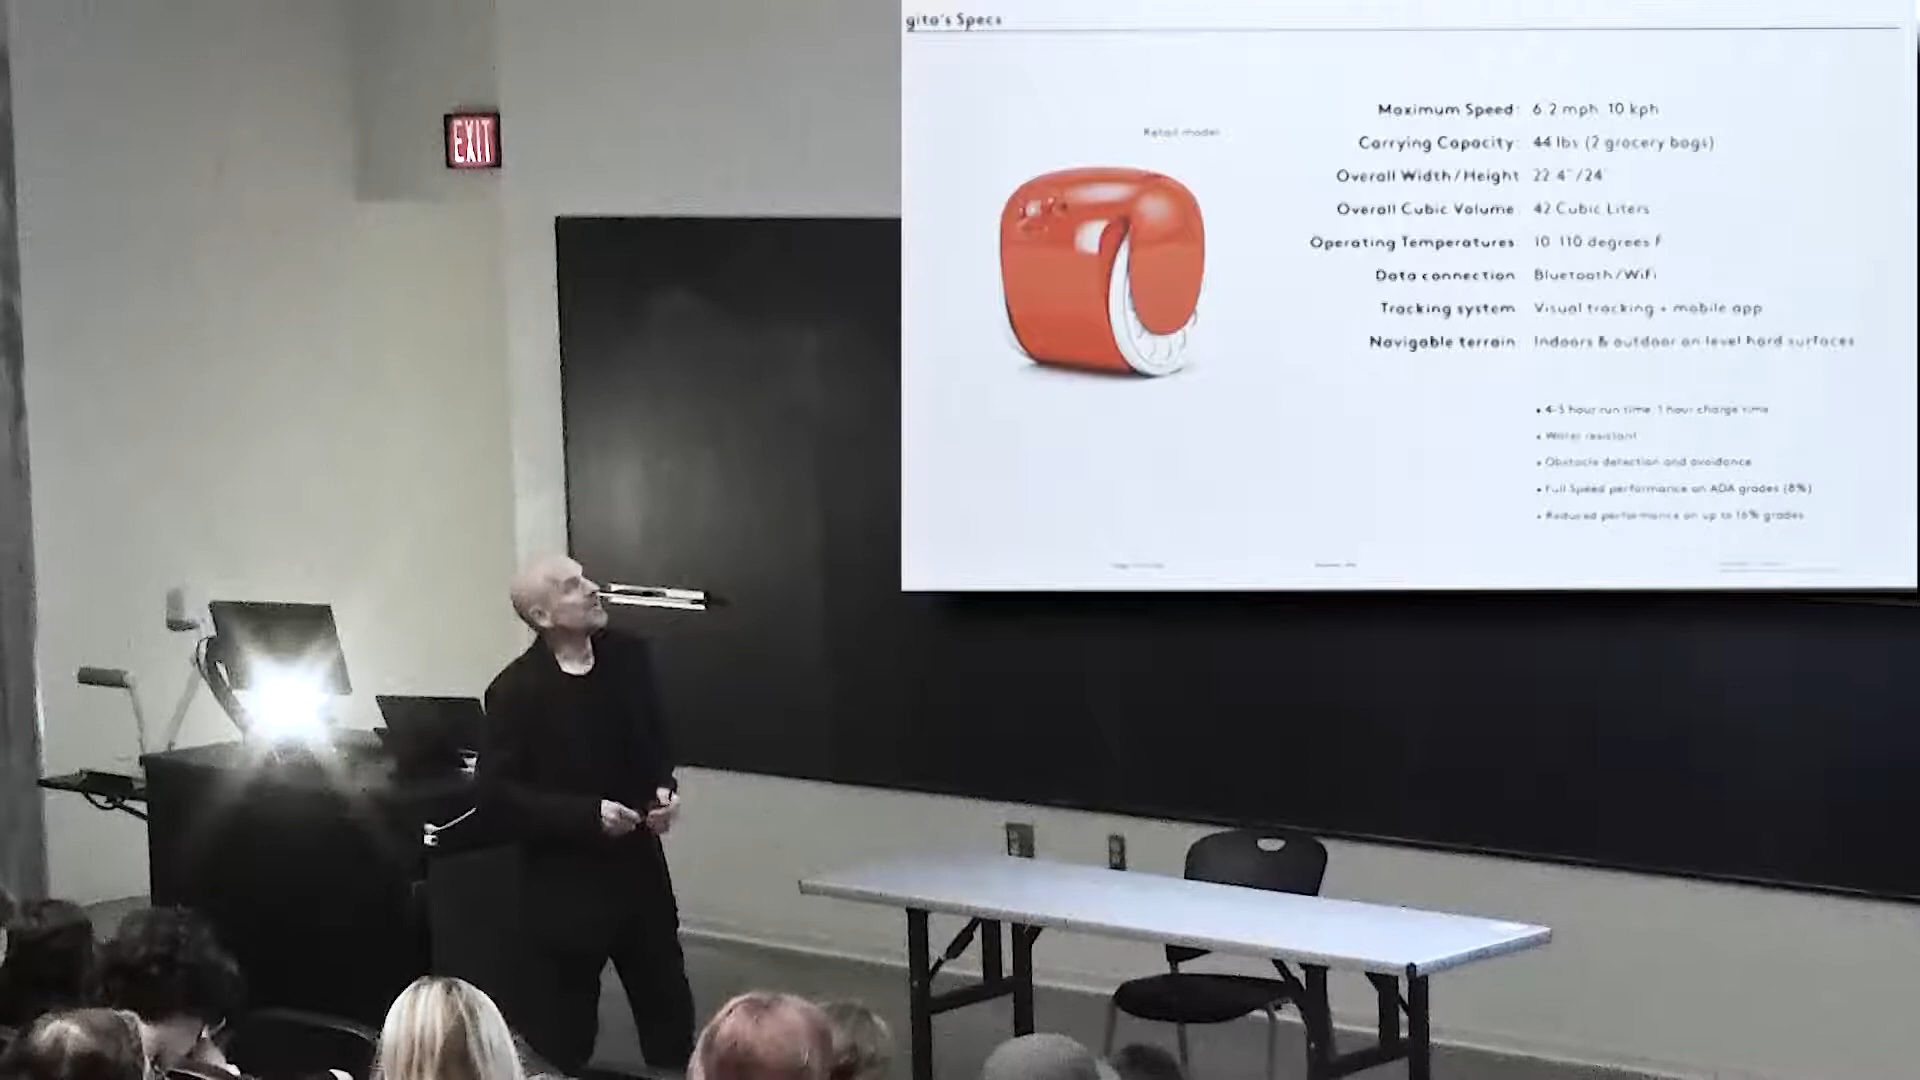 gita's Specs
EXIT
Retail model
Maximum Speed: 6.2 mph, 10 kph
Carrying Capacity: 44 lbs (2 grocery bags)
Overall Width/Height 22.4"/24"
Overall Cubic Volume 42 Cubic Liters
Operating Temperatures 10-110 degrees F
Data connection Bluetooth/WiFi
Tracking system Visual tracking + mobile app
Navigable terrain Indoors & outdoor on level hard surfaces
• 4-5 hour run time, 1 hour charge time
• Water resistant
• Obstacle detection and avoidance
• Full Speed performance on ADA grades (8%)
• Reduced performance on up to 16% grades